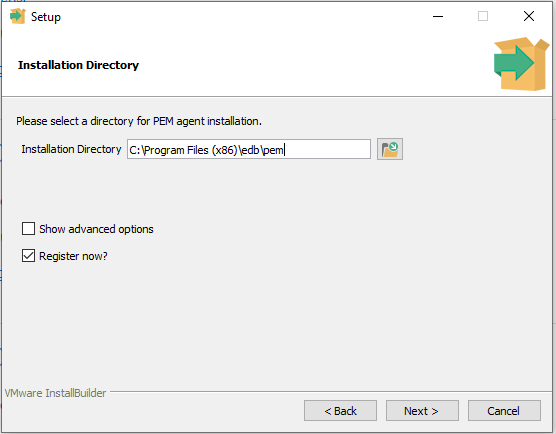 Setup
Installation Directory
Please select a directory for PEM agent installation.
Installation Directory C:\Program Files (x86)\edb\pem
Show advanced options
Register now?
VMware InstallBuilder
< Back Next > Cancel